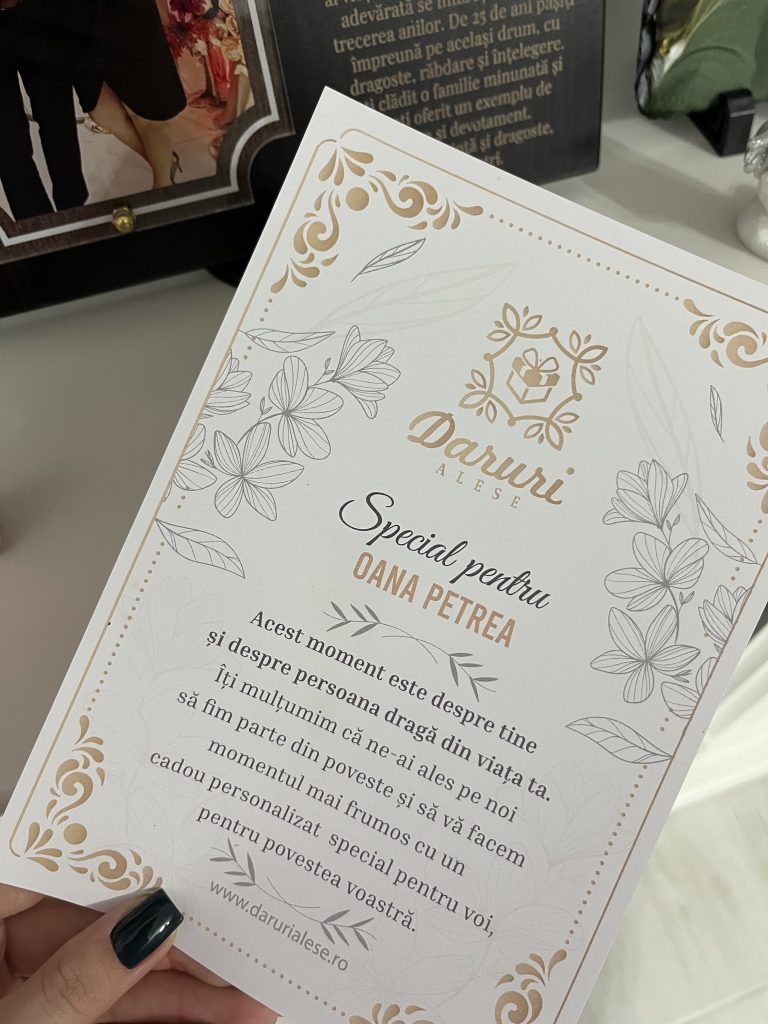 adevărată se
trecerea anilor. De 25 de ani pășiți
împreună pe același drum, cu
dragoste, răbdare și înțelegere.
clădit o familie minunată și
oferit un exemplu de
și devotament.
și dragoste,
Daruri
ALESE
Special pentru
OANA PETREA
Acest moment este despre tine
și despre persoana dragă din viața ta.
Îți mulțumim că ne-ai ales pe noi
să fim parte din poveste și să vă facem
momentul mai frumos cu un
cadou personalizat special pentru voi,
pentru povestea voastră.
www.darurialese.ro